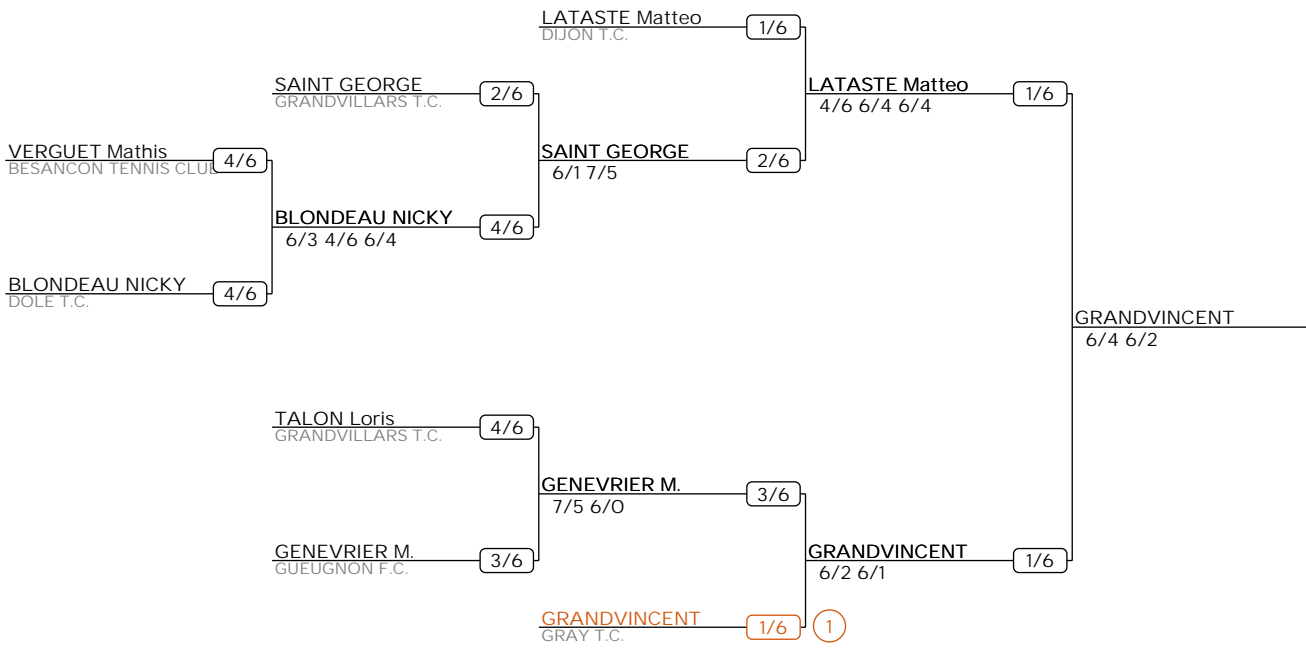 LATASTE Matteo
DIJON T.C.
1/6
SAINT GEORGE
GRANDVILLARS T.C.
2/6
LATASTE Matteo
4/6 6/4 6/4
1/6
VERGUET Mathis
BESANCON TENNIS CLUB
4/6
SAINT GEORGE
6/1 7/5
2/6
BLONDEAU NICKY
6/3 4/6 6/4
4/6
BLONDEAU NICKY
DOLE T.C.
4/6
GRANDVINCENT
6/4 6/2
TALON Loris
GRANDVILLARS T.C.
4/6
GENEVRIER M.
7/5 6/0
3/6
GENEVRIER M.
GUEUGNON F.C.
3/6
GRANDVINCENT
6/2 6/1
1/6
GRANDVINCENT
GRAY T.C.
1/6
1